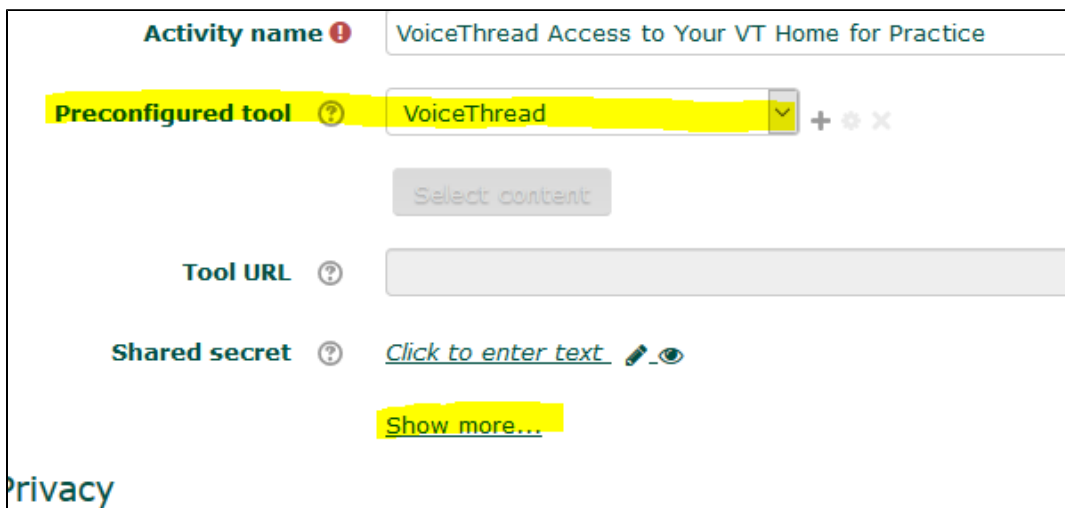 Activity name VoiceThread Access to Your VT Home for Practice
Preconfigured tool VoiceThread
Select content
Tool URL
Shared secret Click to enter text
Show more...
Privacy